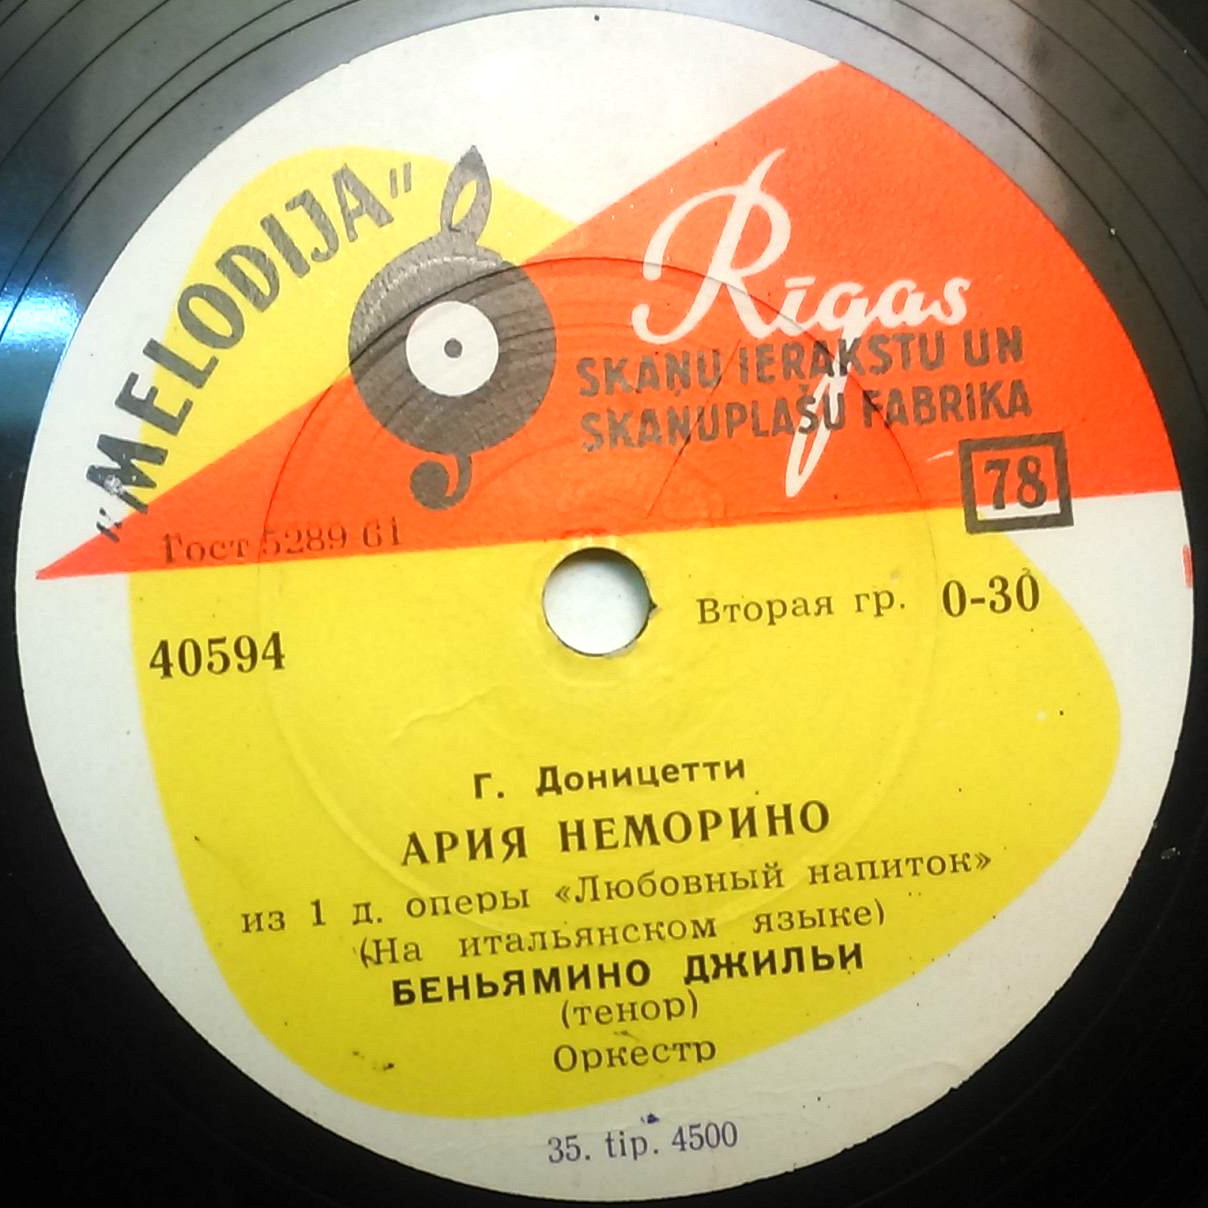 "MELODIJA"
Rīgas
SKAŅU IERAKSTU UN
SKAŅUPLAŠU FABRIKA
78
Гост 5289 61
Вторая гр. 0-30
40594
Г. Доницетти
АРИЯ НЕМОРИНО
из 1 д. оперы «Любовный напиток»
(На итальянском языке)
БЕНЬЯМИНО ДЖИЛЬИ
(тенор)
Оркестр
35. tip. 4500